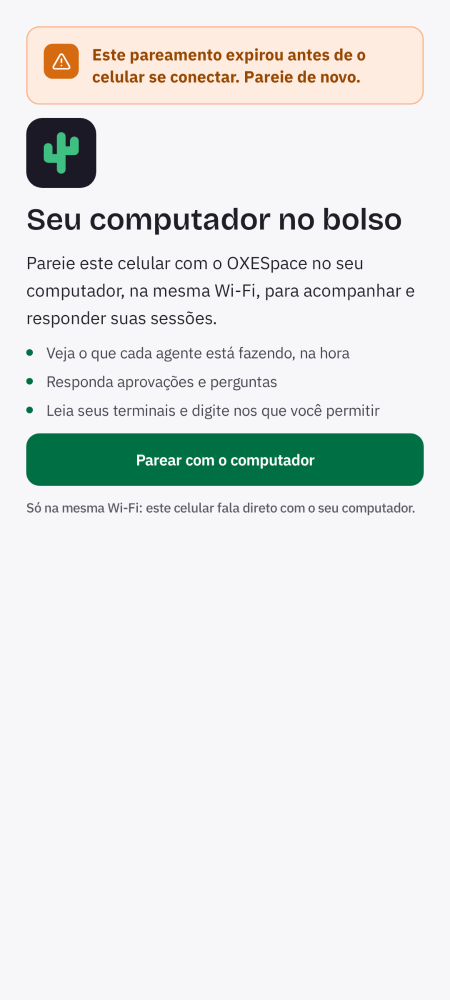 Este pareamento expirou antes de o
celular se conectar. Pareie de novo.
Seu computador no bolso
Pareie este celular com o OXESpace no seu
computador, na mesma Wi-Fi, para acompanhar e
responder suas sessões.
Veja o que cada agente está fazendo, na hora
Responda aprovações e perguntas
Leia seus terminais e digite nos que você permitir
Parear com o computador
Só na mesma Wi-Fi: este celular fala direto com o seu computador.